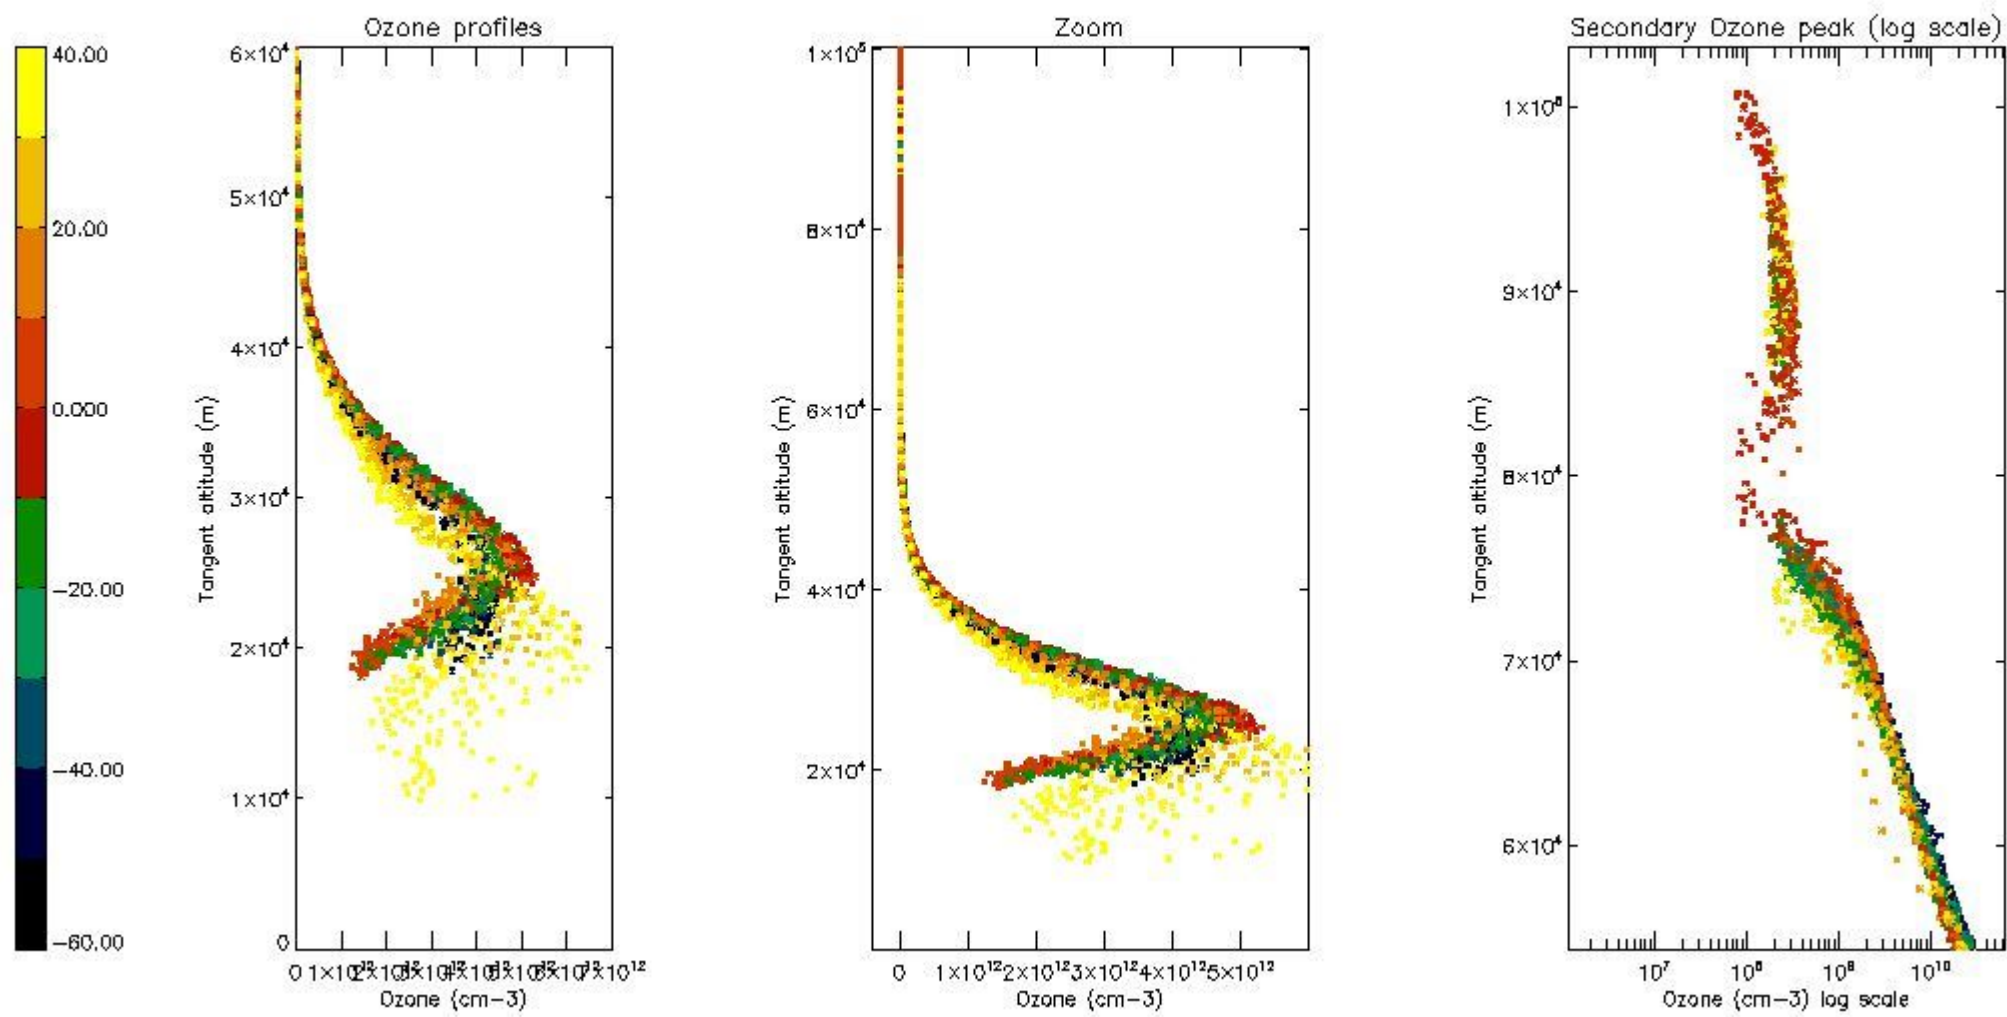 Ozone profiles
Zoom
Secondary Ozone peak (log scale)
40.00
20.00
0.000
-20.00
-40.00
-60.00
6×10⁴
5×10⁴
4×10⁴
3×10⁴
2×10⁴
1×10⁴
0
Tangent altitude (m)
0
7×10¹²
Ozone (cm-3)
1×10⁵
8×10⁴
6×10⁴
4×10⁴
2×10⁴
Tangent altitude (m)
0 1×10¹² 2×10¹² 3×10¹² 4×10¹² 5×10¹²
Ozone (cm-3)
9×10⁴
8×10⁴
7×10⁴
6×10⁴
Tangent altitude (m)
10⁷ 10⁸ 10⁹ 10¹⁰
Ozone (cm-3) log scale